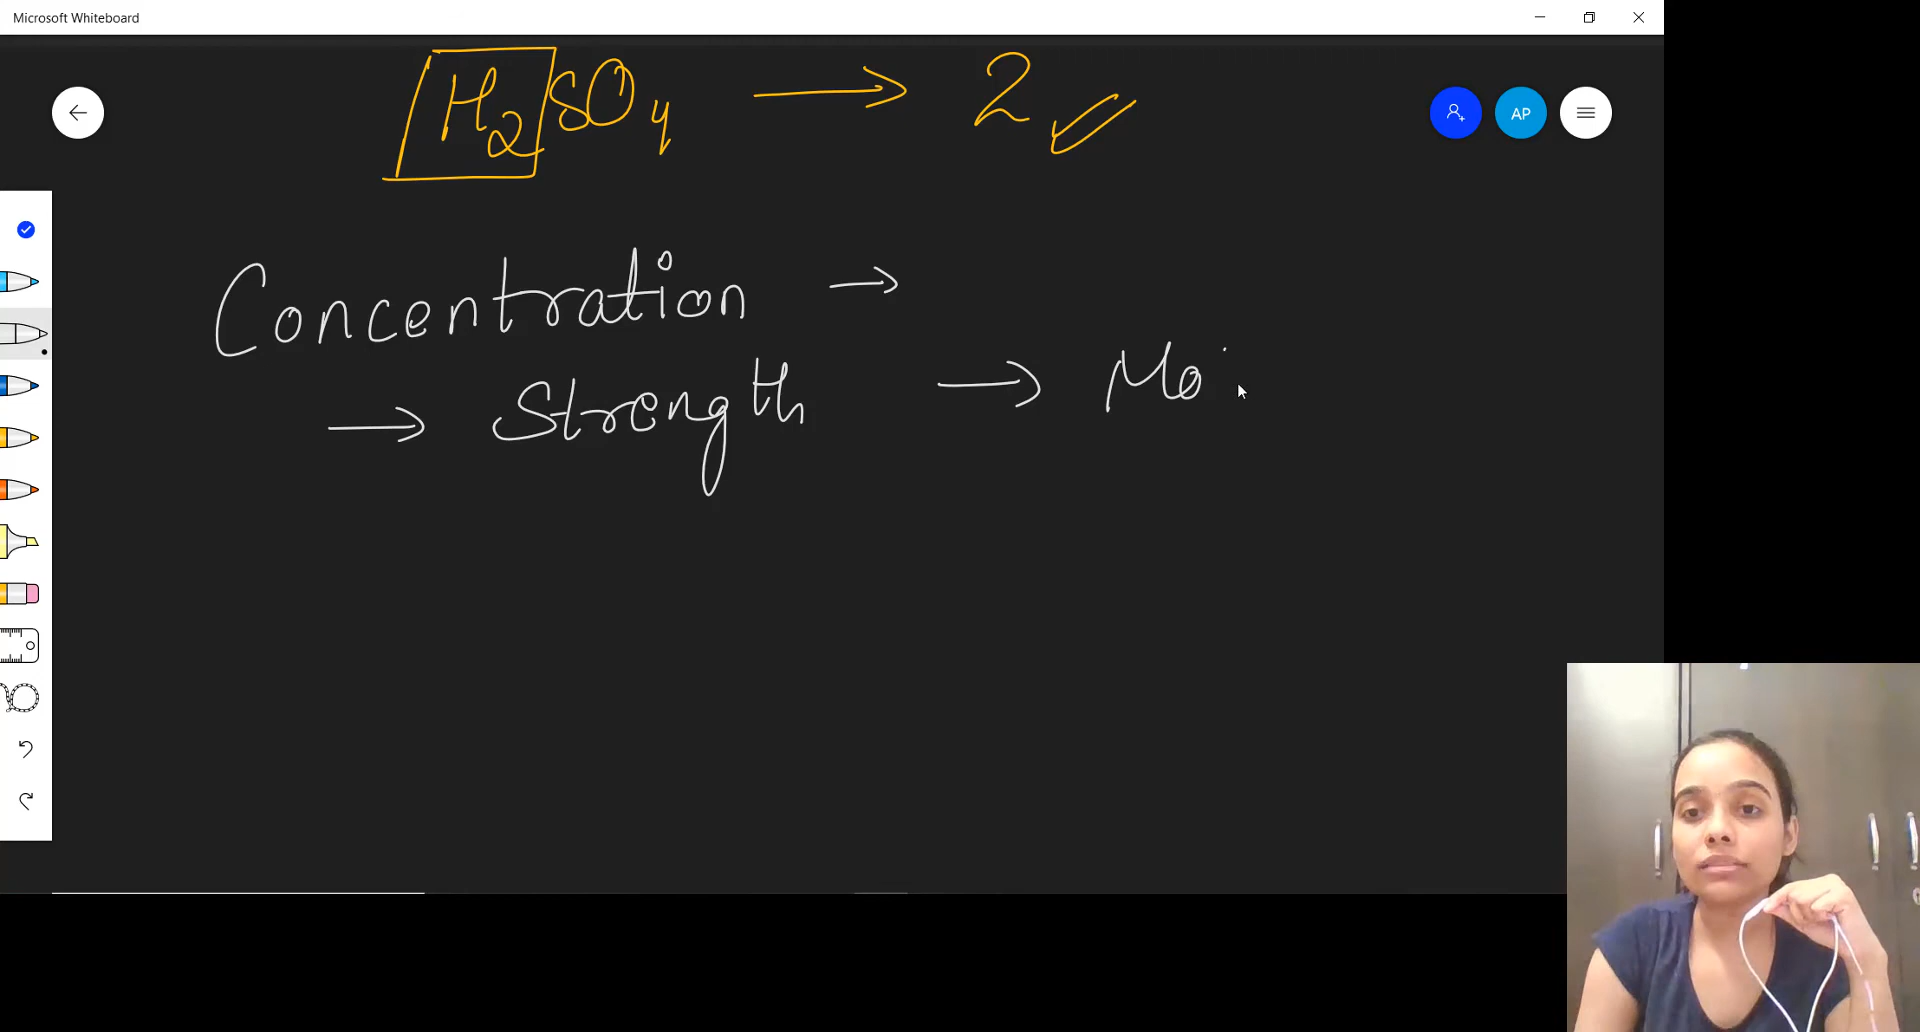 Microsoft Whiteboard
H2SO4 → 2 ✓
AP
Concentration →
→ Strength → Mo